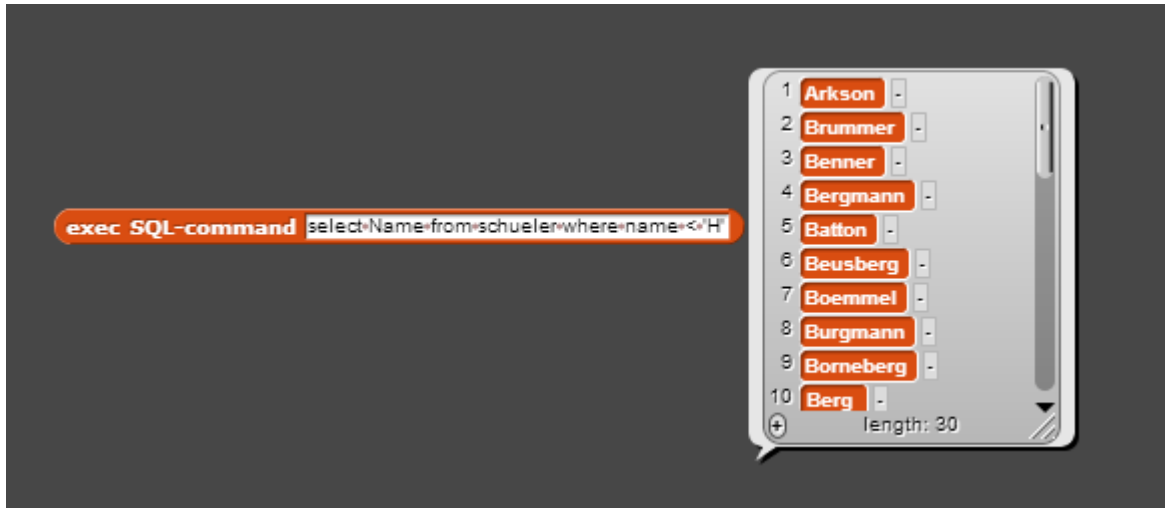 exec SQL-command select Name from schueler where name < "H"
1 Arkson -
2 Brummer -
3 Benner -
4 Bergmann -
5 Batton -
6 Beusberg -
7 Boemmel -
8 Burgmann -
9 Borneberg -
10 Berg -
+ length: 30